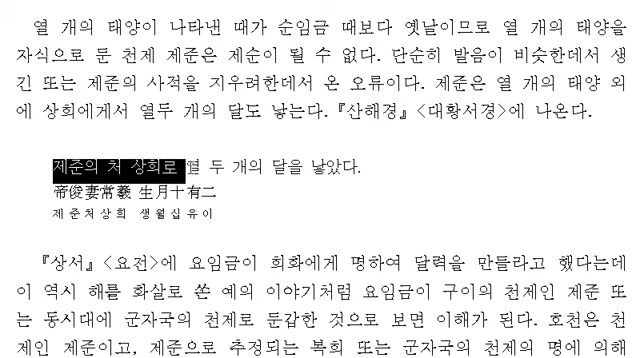 열 개의 태양이 나타낸 때가 순임금 때보다 옛날이므로 열 개의 태양을
자식으로 둔 천제 제준은 제순이 될 수 없다. 단순히 발음이 비슷한데서 생
긴 또는 제준의 사적을 지우려한데서 온 오류이다. 제준은 열 개의 태양 외
에 상희에게서 열두 개의 달도 낳는다.『산해경』<대황서경>에 나온다.
제준의 처 상희로 열 두 개의 달을 낳았다.
帝俊妻常羲 生月十有二
제준처상희 생월십유이
『상서』<요전>에 요임금이 희화에게 명하여 달력을 만들라고 했다는데
이 역시 해를 화살로 쏜 예의 이야기처럼 요임금이 구이의 천제인 제준 또
는 동시대에 군자국의 천제로 둔갑한 것으로 보면 이해가 된다. 호천은 천
제인 제준이고, 제준으로 추정되는 복희 또는 군자국의 천제의 명에 의해